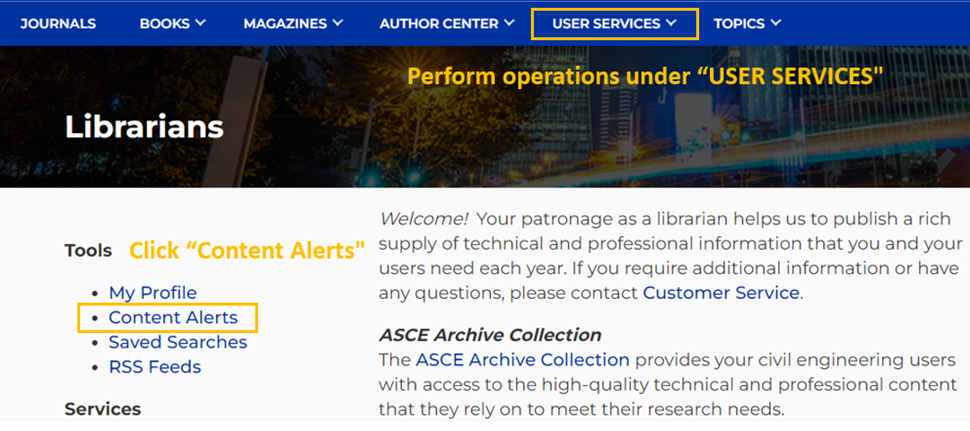 JOURNALS BOOKS MAGAZINES AUTHOR CENTER USER SERVICES TOPICS
Perform operations under “USER SERVICES"
Librarians
Tools Click “Content Alerts"
• My Profile
• Content Alerts
• Saved Searches
• RSS Feeds
Services
Welcome! Your patronage as a librarian helps us to publish a rich
supply of technical and professional information that you and your
users need each year. If you require additional information or have
any questions, please contact Customer Service.
ASCE Archive Collection
The ASCE Archive Collection provides your civil engineering users
with access to the high-quality technical and professional content
that they rely on to meet their research needs.